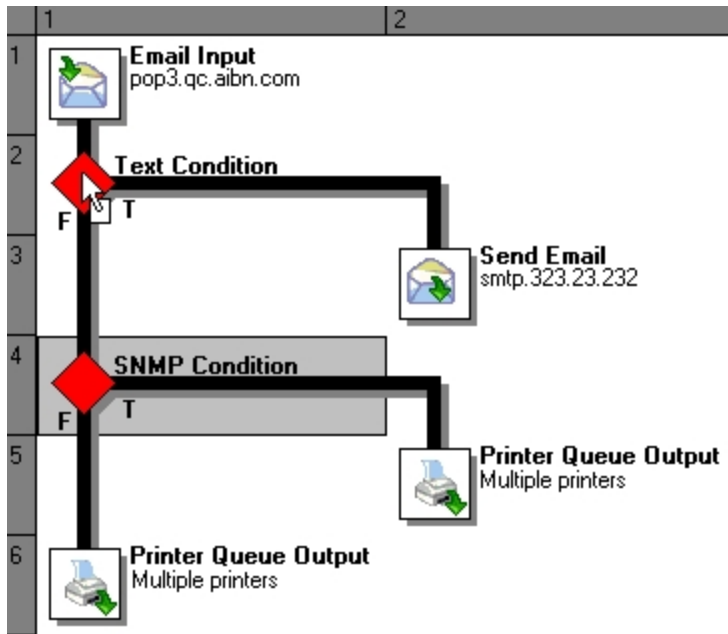 1 2
1
Email Input
pop3.qc.aibn.com
2
Text Condition
F T
3
Send Email
smtp.323.23.232
4
SNMP Condition
F T
5
Printer Queue Output
Multiple printers
6
Printer Queue Output
Multiple printers